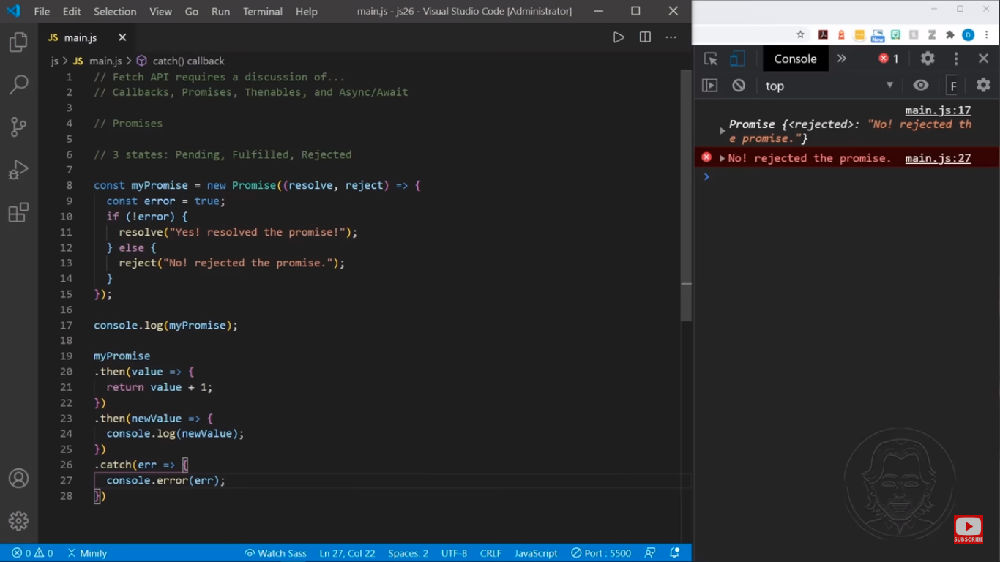 File Edit Selection View Go Run Terminal Help main.js - js26 - Visual Studio Code [Administrator]
JS main.js
js > JS main.js > catch() callback
1 // Fetch API requires a discussion of...
2 // Callbacks, Promises, Thenables, and Async/Await
3
4 // Promises
5
6 // 3 states: Pending, Fulfilled, Rejected
7
8 const myPromise = new Promise((resolve, reject) => {
9 const error = true;
10 if (!error) {
11 resolve("Yes! resolved the promise!");
12 } else {
13 reject("No! rejected the promise.");
14 }
15 });
16
17 console.log(myPromise);
18
19 myPromise
20 .then(value => {
21 return value + 1;
22 })
23 .then(newValue => {
24 console.log(newValue);
25 })
26 .catch(err => {
27 console.error(err);
28 })
0 0 Minify Watch Sass Ln 27, Col 22 Spaces: 2 UTF-8 CRLF JavaScript Port : 5500
New
D
Console » 1
top F
main.js:17
Promise {<rejected>: "No! rejected th
e promise."}
No! rejected the promise. main.js:27
SUBSCRIBE